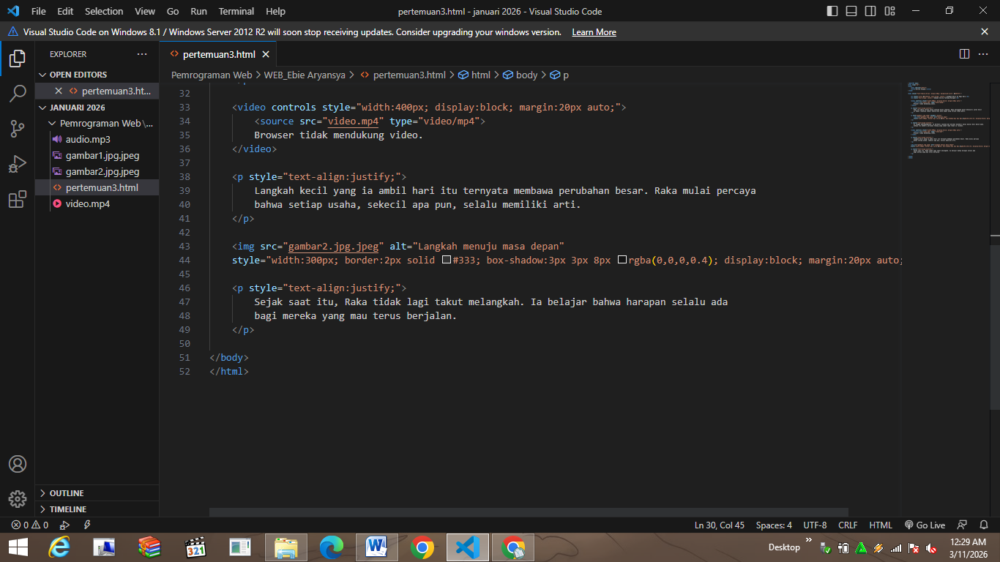 File Edit Selection View Go Run Terminal Help pertemuan3.html - januari 2026 - Visual Studio Code
Visual Studio Code on Windows 8.1 / Windows Server 2012 R2 will soon stop receiving updates. Consider upgrading your windows version. Learn More
EXPLORER
OPEN EDITORS
pertemuan3.ht...
JANUARI 2026
Pemrograman Web\...
audio.mp3
gambar1.jpg.jpeg
gambar2.jpg.jpeg
pertemuan3.html
video.mp4
OUTLINE
TIMELINE
pertemuan3.html
Pemrograman Web > WEB_Ebie Aryansya > pertemuan3.html > html > body > p
32
33 <video controls style="width:400px; display:block; margin:20px auto;">
34 <source src="video.mp4" type="video/mp4">
35 Browser tidak mendukung video.
36 </video>
37
38 <p style="text-align:justify;">
39 Langkah kecil yang ia ambil hari itu ternyata membawa perubahan besar. Raka mulai percaya
40 bahwa setiap usaha, sekecil apa pun, selalu memiliki arti.
41 </p>
42
43 <img src="gambar2.jpg.jpeg" alt="Langkah menuju masa depan"
44 style="width:300px; border:2px solid #333; box-shadow:3px 3px 8px rgba(0,0,0,0.4); display:block; margin:20px auto;
45
46 <p style="text-align:justify;">
47 Sejak saat itu, Raka tidak lagi takut melangkah. Ia belajar bahwa harapan selalu ada
48 bagi mereka yang mau terus berjalan.
49 </p>
50
51 </body>
52 </html>
0 0 Ln 30, Col 45 Spaces: 4 UTF-8 CRLF HTML Go Live
321
Desktop
12:29 AM
3/11/2026